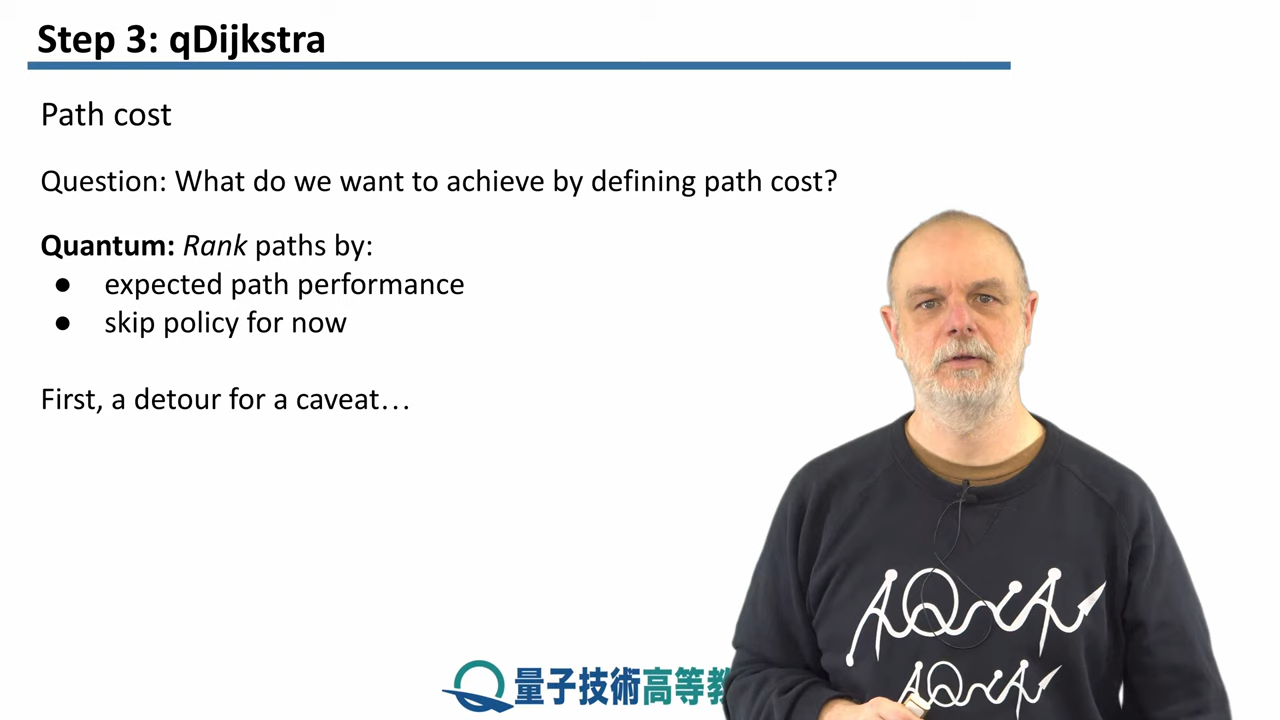 Step 3: qDijkstra
Path cost
Question: What do we want to achieve by defining path cost?
Quantum: Rank paths by:
● expected path performance
● skip policy for now
First, a detour for a caveat…
AQUA
AQUA
量子技術高等教